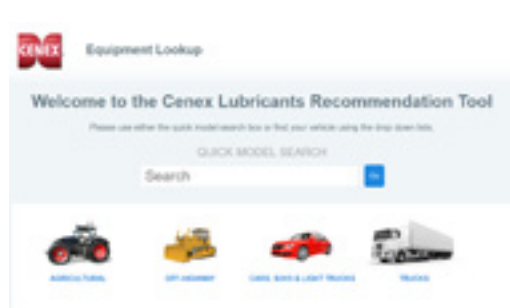 CENEX
Equipment Lookup
Welcome to the Cenex Lubricants Recommendation Tool
Please use either the quick model search box or find your vehicle using the drop down lists.
QUICK MODEL SEARCH
Search
Go
AGRICULTURAL
OFF-HIGHWAY
CARS, VANS & LIGHT TRUCKS
TRUCKS